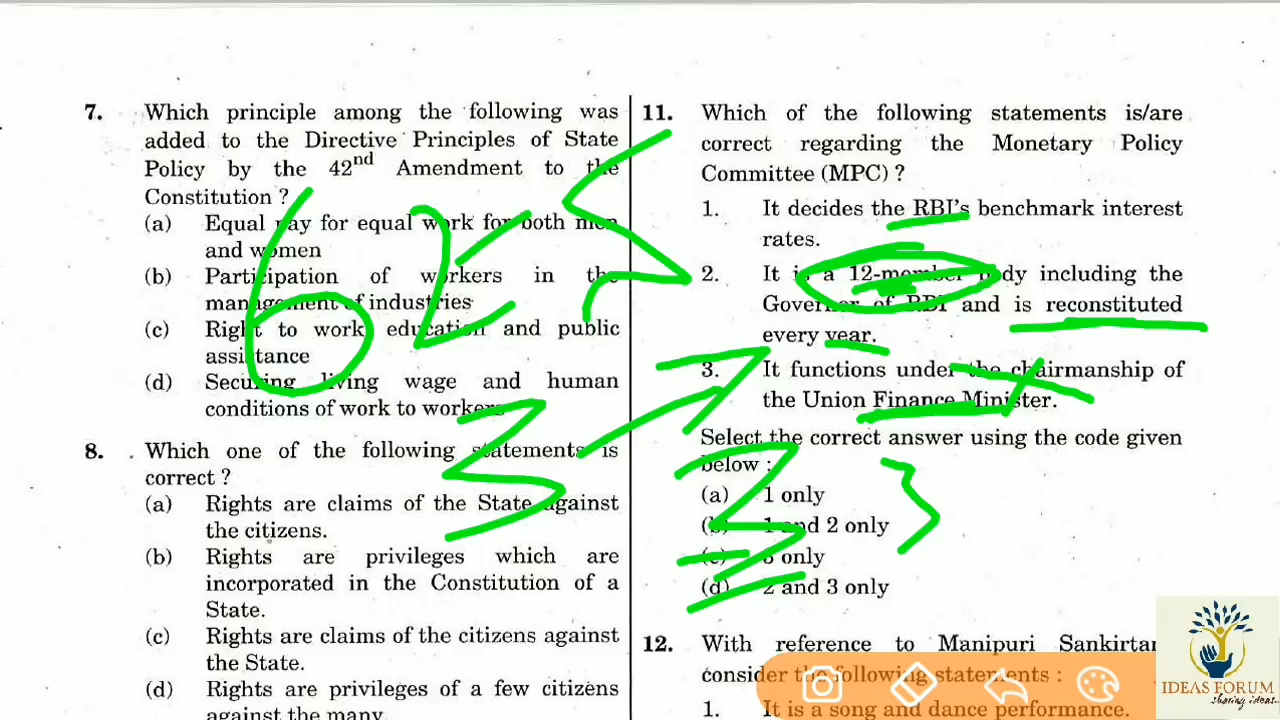 7. Which principle among the following was
added to the Directive Principles of State
Policy by the 42nd Amendment to the
Constitution ?
(a) Equal pay for equal work for both men
and women
(b) Participation of workers in the
management of industries
(c) Right to work, education and public
assistance
(d) Securing living wage and human
conditions of work to workers
8. Which one of the following statements is
correct ?
(a) Rights are claims of the State against
the citizens.
(b) Rights are privileges which are
incorporated in the Constitution of a
State.
(c) Rights are claims of the citizens against
the State.
(d) Rights are privileges of a few citizens
against the many.
11. Which of the following statements is/are
correct regarding the Monetary Policy
Committee (MPC) ?
1. It decides the RBI's benchmark interest
rates.
2. It is a 12-member body including the
Governor of RBI and is reconstituted
every year.
3. It functions under the chairmanship of
the Union Finance Minister.
Select the correct answer using the code given
below :
(a) 1 only
(b) 1 and 2 only
(c) 3 only
(d) 2 and 3 only
12. With reference to Manipuri
consider the following statements :
1. It is a song and dance performance.
6
2
3
3
IDEAS FORUM
sharing ideas